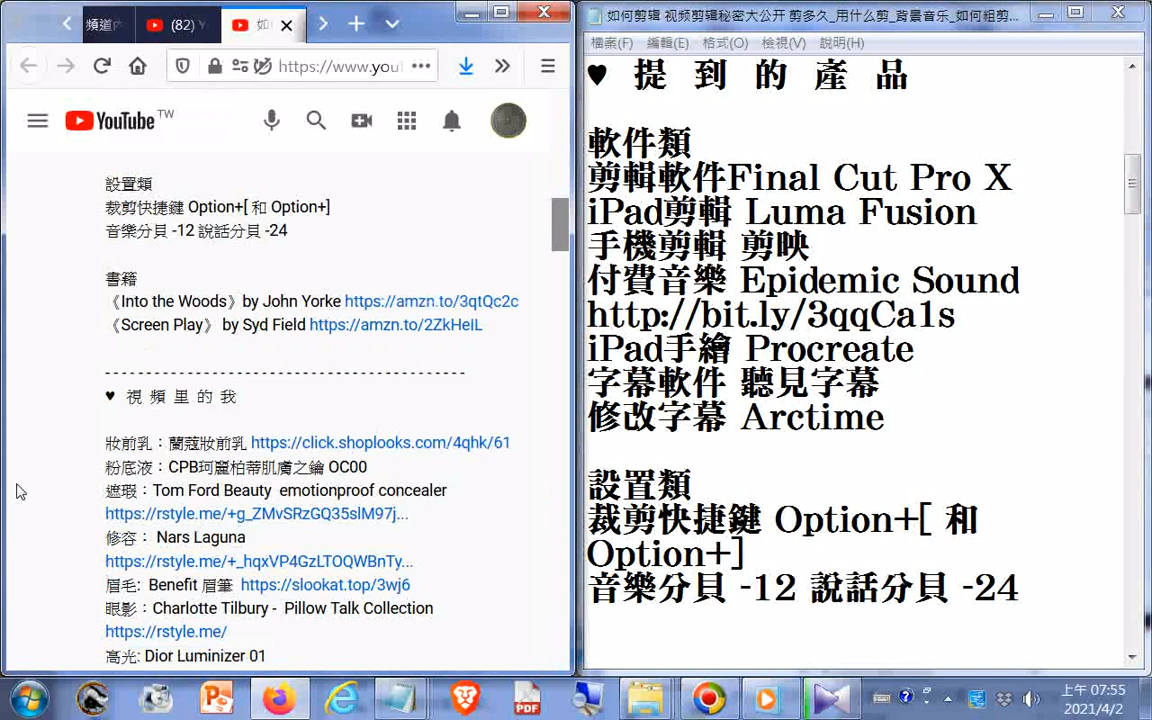 頻道內
(82) Y
如
https://www.you
YouTube TW
設置類
裁剪快捷鍵 Option+[ 和 Option+]
音樂分貝 -12 說話分貝 -24
書籍
《Into the Woods》by John Yorke https://amzn.to/3qtQc2c
《Screen Play》 by Syd Field https://amzn.to/2ZkHeIL
- - - - - - - - - - - - - - - - - - - - - - - - - - - - - - - - - - - - - - - - - -
♥ 視 頻 里 的 我
妝前乳：蘭蔻妝前乳 https://click.shoplooks.com/4qhk/61
粉底液：CPB珂麗柏蒂肌膚之鑰 OC00
遮瑕：Tom Ford Beauty emotionproof concealer
https://rstyle.me/+g_ZMvSRzGQ35slM97j...
修容： Nars Laguna
https://rstyle.me/+_hqxVP4GzLTOQWBnTy...
眉毛: Benefit 眉筆 https://slookat.top/3wj6
眼影：Charlotte Tilbury - Pillow Talk Collection
https://rstyle.me/
高光: Dior Luminizer 01
如何剪辑 视频剪辑秘密大公开 剪多久_用什么剪_背景音乐_如何粗剪...
檔案(F) 編輯(E) 格式(O) 檢視(V) 說明(H)
♥ 提 到 的 產 品
軟件類
剪輯軟件Final Cut Pro X
iPad剪輯 Luma Fusion
手機剪輯 剪映
付費音樂 Epidemic Sound
http://bit.ly/3qqCa1s
iPad手繪 Procreate
字幕軟件 聽見字幕
修改字幕 Arctime
設置類
裁剪快捷鍵 Option+[ 和
Option+]
音樂分貝 -12 說話分貝 -24
PDF
上午 07:55
2021/4/2